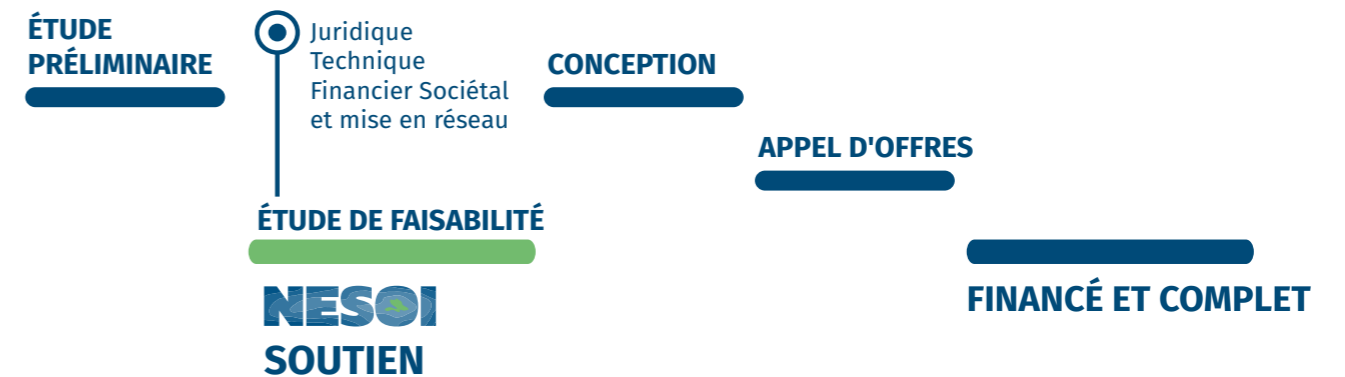 ÉTUDE
PRÉLIMINAIRE
Juridique
Technique
Financier Sociétal
et mise en réseau
ÉTUDE DE FAISABILITÉ
NESOI
SOUTIEN
CONCEPTION
APPEL D'OFFRES
FINANCÉ ET COMPLET